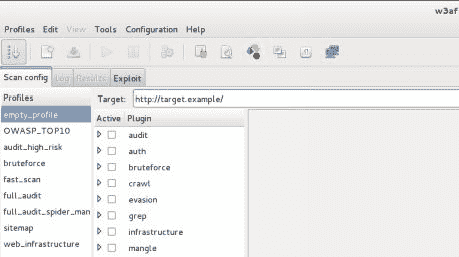 w3af
Profiles Edit View Tools Configuration Help
Scan config Log Results Exploit
Profiles
empty_profile
OWASP_TOP10
audit_high_risk
bruteforce
fast_scan
full_audit
full_audit_spider_man
sitemap
web_infrastructure
Target: http://target.example/
Active Plugin
audit
auth
bruteforce
crawl
evasion
grep
infrastructure
mangle